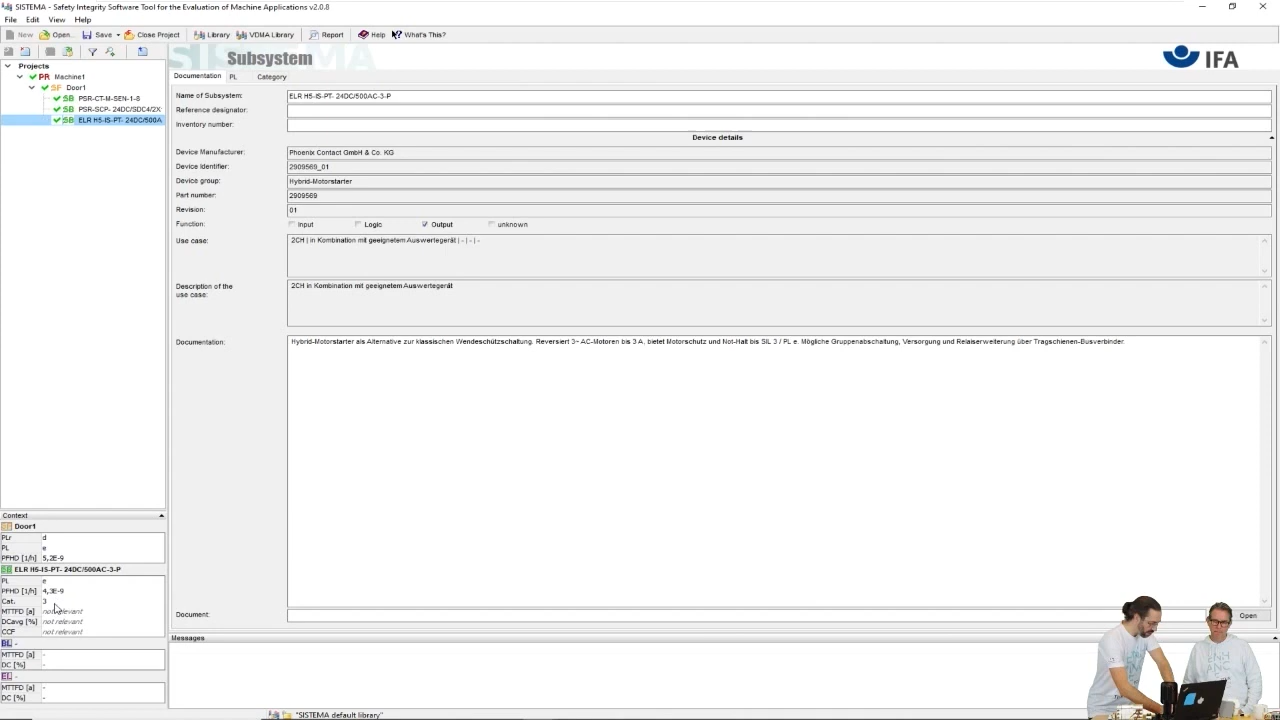 SISTEMA - Safety Integrity Software Tool for the Evaluation of Machine Applications v2.0.8
File Edit View Help
New Open... Save Close Project Library VDMA Library Report Help What's This?
Projects
PR Machine1
SF Door1
SB PSR-CT-M-SEN-1-8
SB PSR-SCP- 24DC/SDC4/2X
SB ELR H5-IS-PT- 24DC/500A
SISTEMA
Subsystem
IFA
Documentation PL Category
Name of Subsystem: ELR H5-IS-PT- 24DC/500AC-3-P
Reference designator:
Inventory number:
Device details
Device Manufacturer: Phoenix Contact GmbH & Co. KG
Device Identifier: 2909569_01
Device group: Hybrid-Motorstarter
Part number: 2909569
Revision: 01
Function: Input Logic Output unknown
Use case: 2CH | in Kombination mit geeignetem Auswertegerät | - | - | -
Description of the
use case: 2CH in Kombination mit geeignetem Auswertegerät
Documentation: Hybrid-Motorstarter als Alternative zur klassischen Wendeschützschaltung. Reversiert 3~ AC-Motoren bis 3 A, bietet Motorschutz und Not-Halt bis SIL 3 / PL e. Mögliche Gruppenabschaltung, Versorgung und Relaiserweiterung über Tragschienen-Busverbinder.
Document: Open
Messages
Context
Door1
PLr d
PL e
PFHD [1/h] 5,2E-9
SB ELR H5-IS-PT- 24DC/500AC-3-P
PL e
PFHD [1/h] 4,3E-9
Cat. 3
MTTFD [a] not relevant
DCavg [%] not relevant
CCF not relevant
BL -
MTTFD [a] -
DC [%] -
EL -
MTTFD [a] -
DC [%] -
"SISTEMA default library"